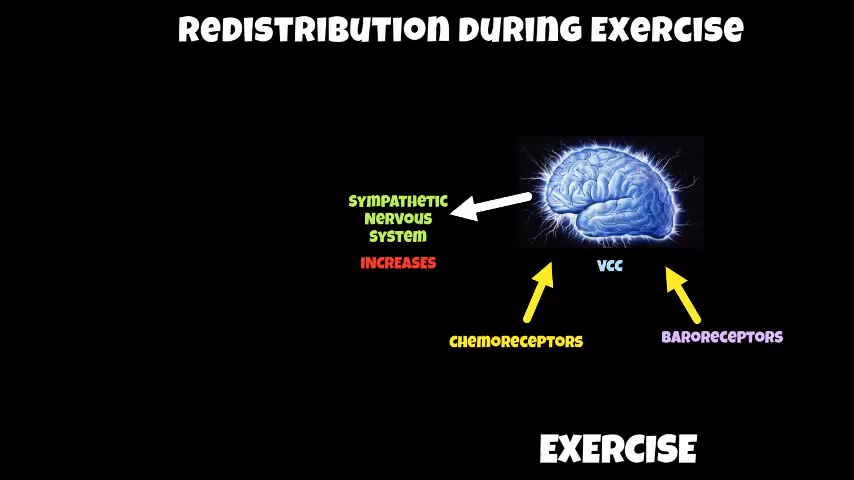 Redistribution During Exercise
Sympathetic
Nervous
System
INCREASES
VCC
Chemoreceptors
Baroreceptors
EXERCISE